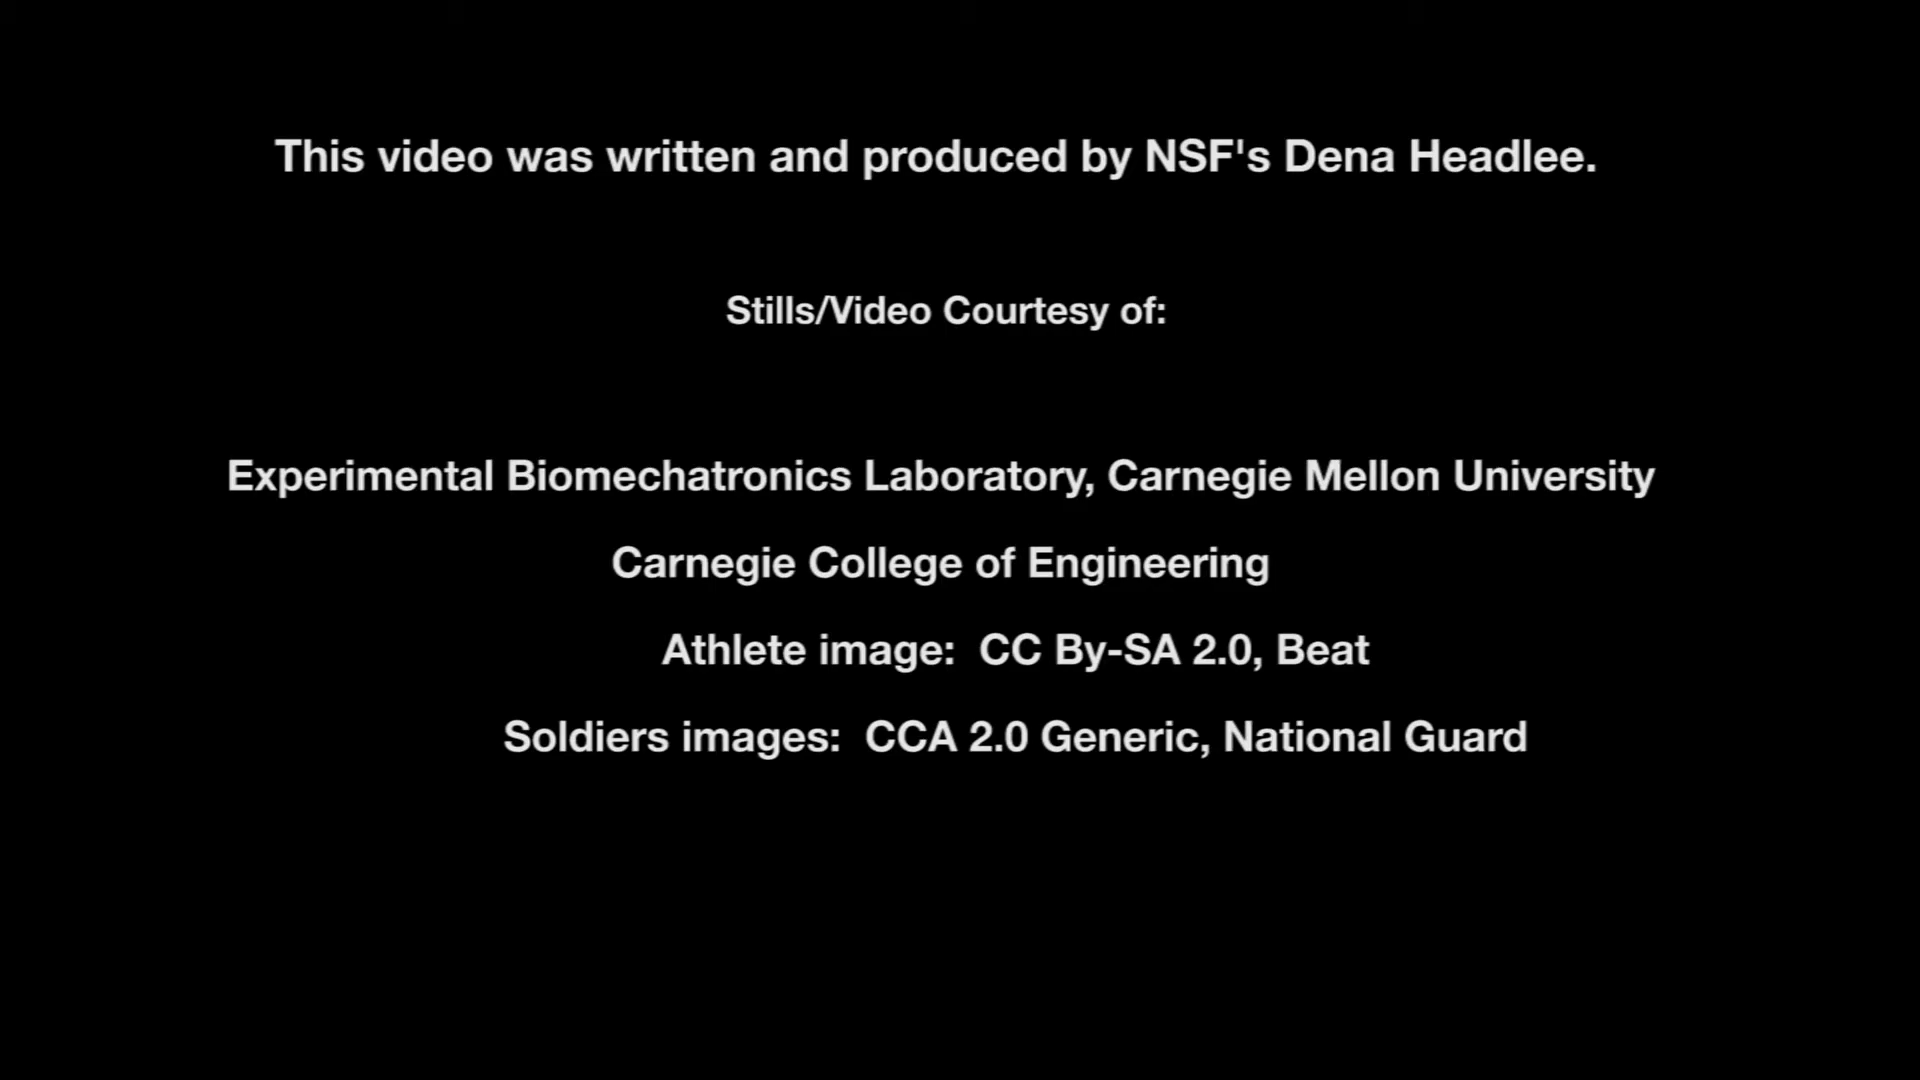 This video was written and produced by NSF's Dena Headlee.
Stills/Video Courtesy of:
Experimental Biomechatronics Laboratory, Carnegie Mellon University
Carnegie College of Engineering
Athlete image:  CC By-SA 2.0, Beat
Soldiers images:  CCA 2.0 Generic, National Guard